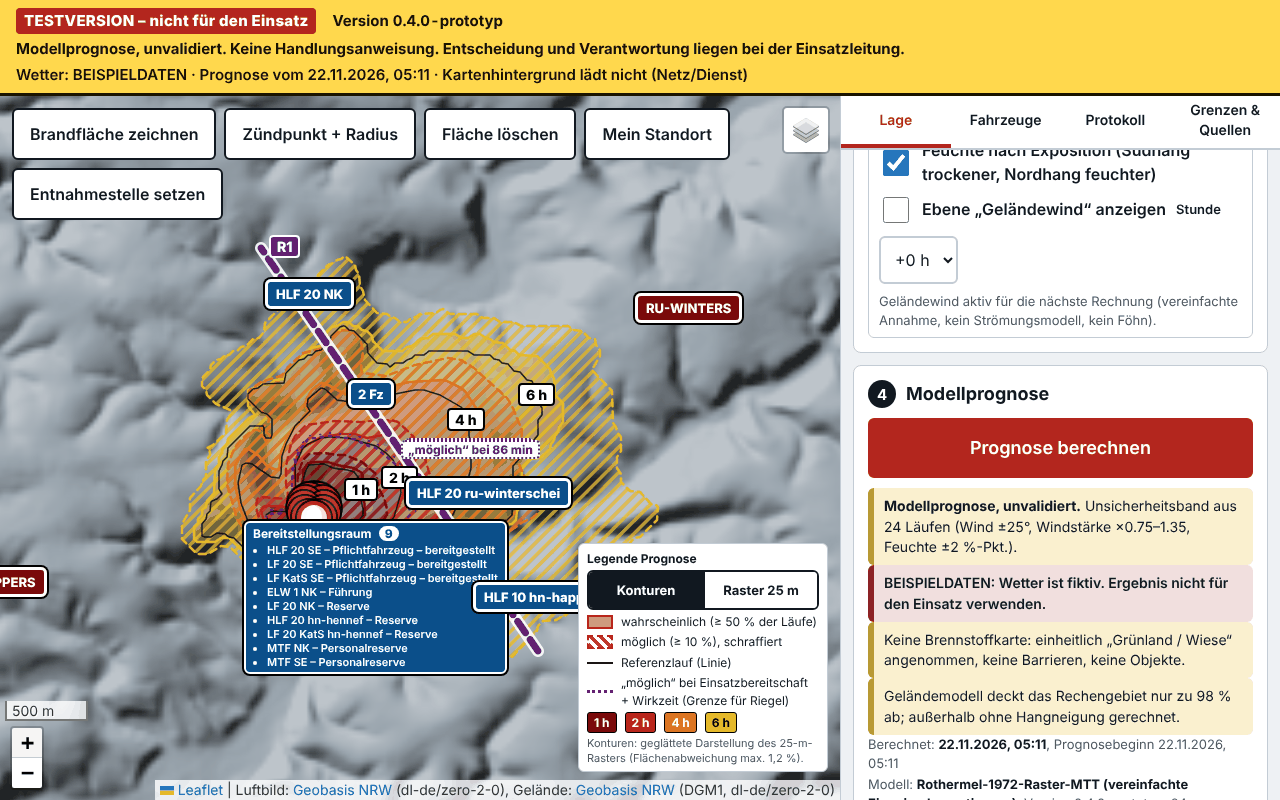 TESTVERSION – nicht für den Einsatz Version 0.4.0-prototyp
Modellprognose, unvalidiert. Keine Handlungsanweisung. Entscheidung und Verantwortung liegen bei der Einsatzleitung.
Wetter: BEISPIELDATEN · Prognose vom 22.11.2026, 05:11 · Kartenhintergrund lädt nicht (Netz/Dienst)
Brandfläche zeichnen
Zündpunkt + Radius
Fläche löschen
Mein Standort
Entnahmestelle setzen
R1
HLF 20 NK
RU-WINTERS
2 Fz
6 h
4 h
„möglich“ bei 86 min
2 h
1 h
HLF 20 ru-winterschei
Bereitstellungsraum 9
HLF 20 SE – Pflichtfahrzeug – bereitgestellt
LF 20 SE – Pflichtfahrzeug – bereitgestellt
LF KatS SE – Pflichtfahrzeug – bereitgestellt
ELW 1 NK – Führung
LF 20 NK – Reserve
HLF 20 hn-hennef – Reserve
LF 20 KatS hn-hennef – Reserve
MTF NK – Personalreserve
MTF SE – Personalreserve
PPERS
HLF 10 hn-happ
Legende Prognose
Konturen
Raster 25 m
wahrscheinlich (≥ 50 % der Läufe)
möglich (≥ 10 %), schraffiert
Referenzlauf (Linie)
„möglich“ bei Einsatzbereitschaft
+ Wirkzeit (Grenze für Riegel)
1 h 2 h 4 h 6 h
Konturen: geglättete Darstellung des 25-m-
Rasters (Flächenabweichung max. 1,2 %).
500 m
+
−
Leaflet | Luftbild: Geobasis NRW (dl-de/zero-2-0), Gelände: Geobasis NRW (DGM1, dl-de/zero-2-0)
Lage
Fahrzeuge
Protokoll
Grenzen &
Quellen
Feuchte nach Exposition (Südhang
trockener, Nordhang feuchter)
Ebene „Geländewind“ anzeigen Stunde
+0 h
Geländewind aktiv für die nächste Rechnung (vereinfachte
Annahme, kein Strömungsmodell, kein Föhn).
4 Modellprognose
Prognose berechnen
Modellprognose, unvalidiert. Unsicherheitsband aus
24 Läufen (Wind ±25°, Windstärke ×0.75–1.35,
Feuchte ±2 %-Pkt.).
BEISPIELDATEN: Wetter ist fiktiv. Ergebnis nicht für
den Einsatz verwenden.
Keine Brennstoffkarte: einheitlich „Grünland / Wiese“
angenommen, keine Barrieren, keine Objekte.
Geländemodell deckt das Rechengebiet nur zu 98 %
ab; außerhalb ohne Hangneigung gerechnet.
Berechnet: 22.11.2026, 05:11, Prognosebeginn 22.11.2026,
05:11
Modell: Rothermel-1972-Raster-MTT (vereinfachte